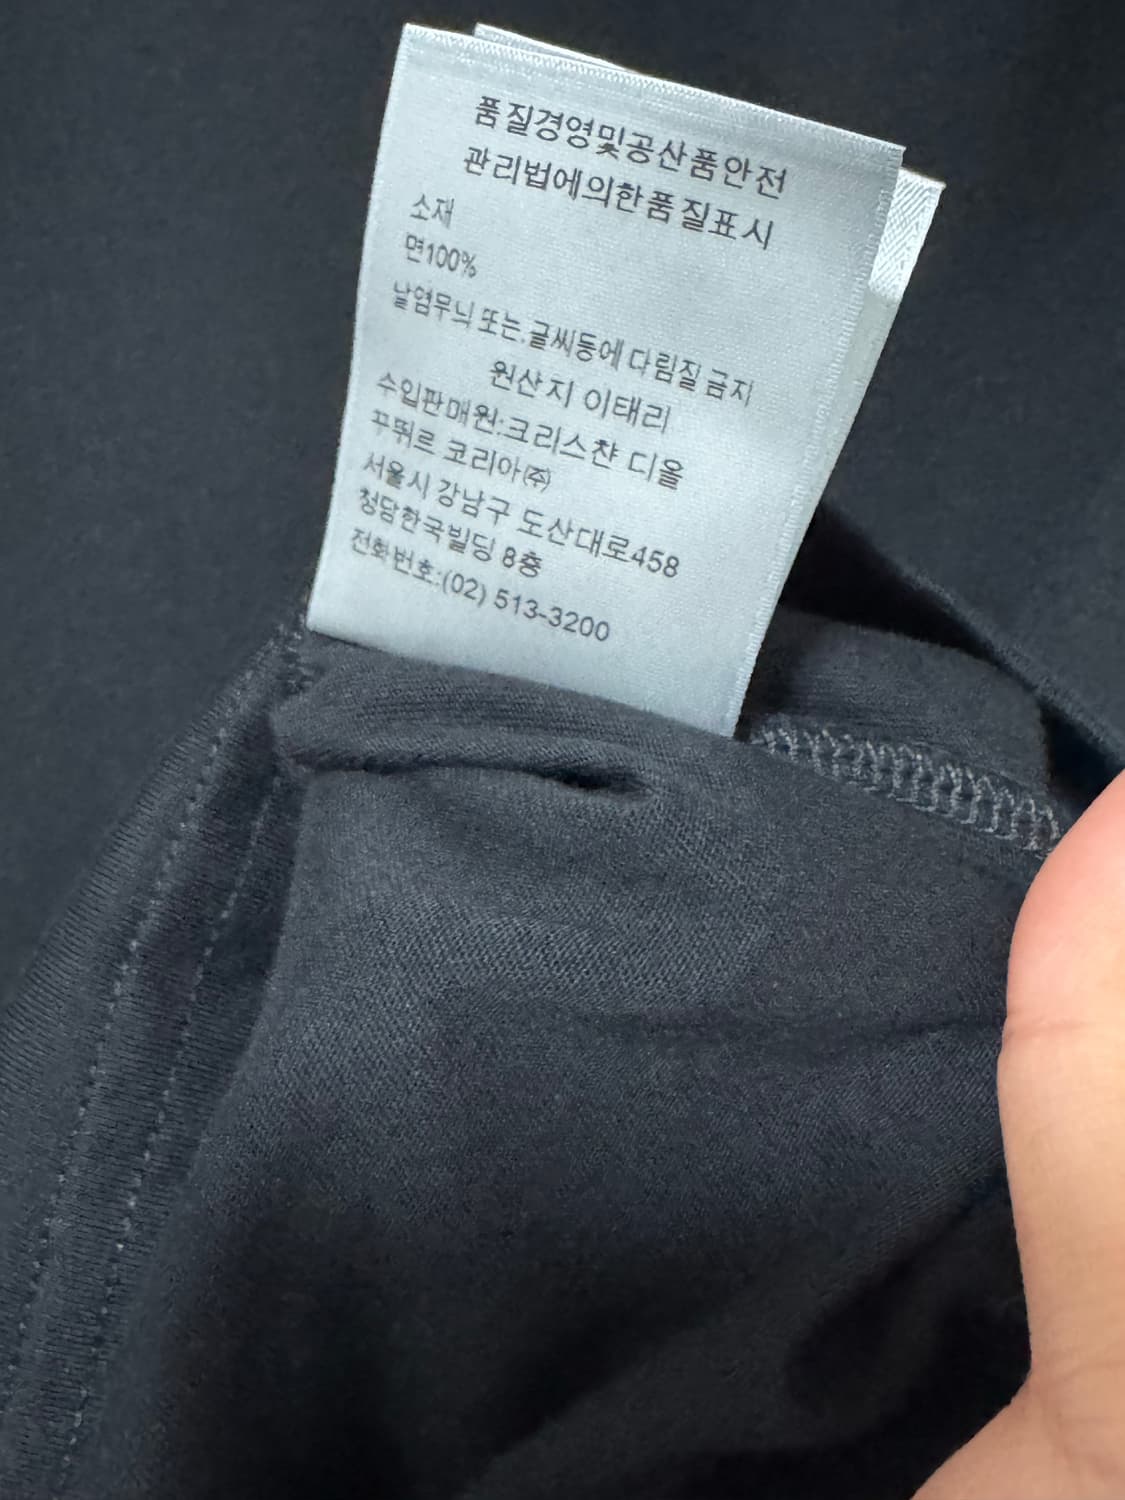 품질경영및공산품안전
관리법에의한품질표시
소재
면100%
날염무늬 또는.글씨등에 다림질 금지
원산지 이태리
수입판매원:크리스챤 디올
꾸뛰르 코리아㈜
서울시 강남구 도산대로458
청담한국빌딩 8층
전화번호:(02) 513-3200